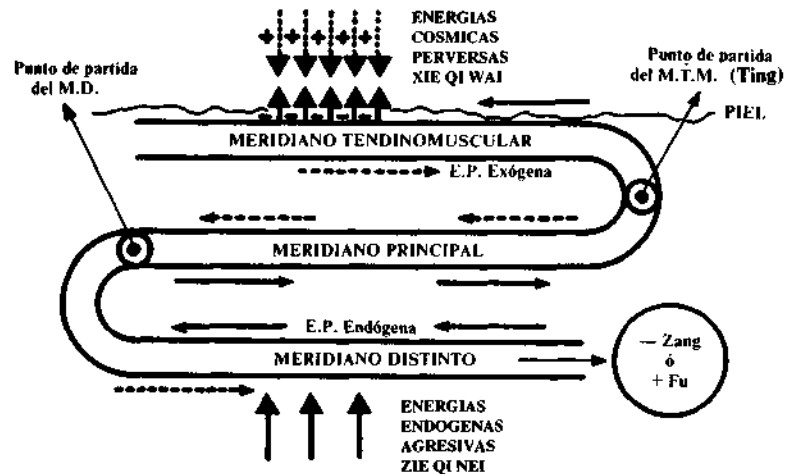 ENERGIAS
COSMICAS
PERVERSAS
XIE QI WAI
Punto de partida
del M.D.
Punto de partida
del M.T.M. (Ting)
PIEL
MERIDIANO TENDINOMUSCULAR
E.P. Exógena
MERIDIANO PRINCIPAL
E.P. Endógena
MERIDIANO DISTINTO
— Zang
ó
+ Fu
ENERGIAS
ENDOGENAS
AGRESIVAS
ZIE QI NEI